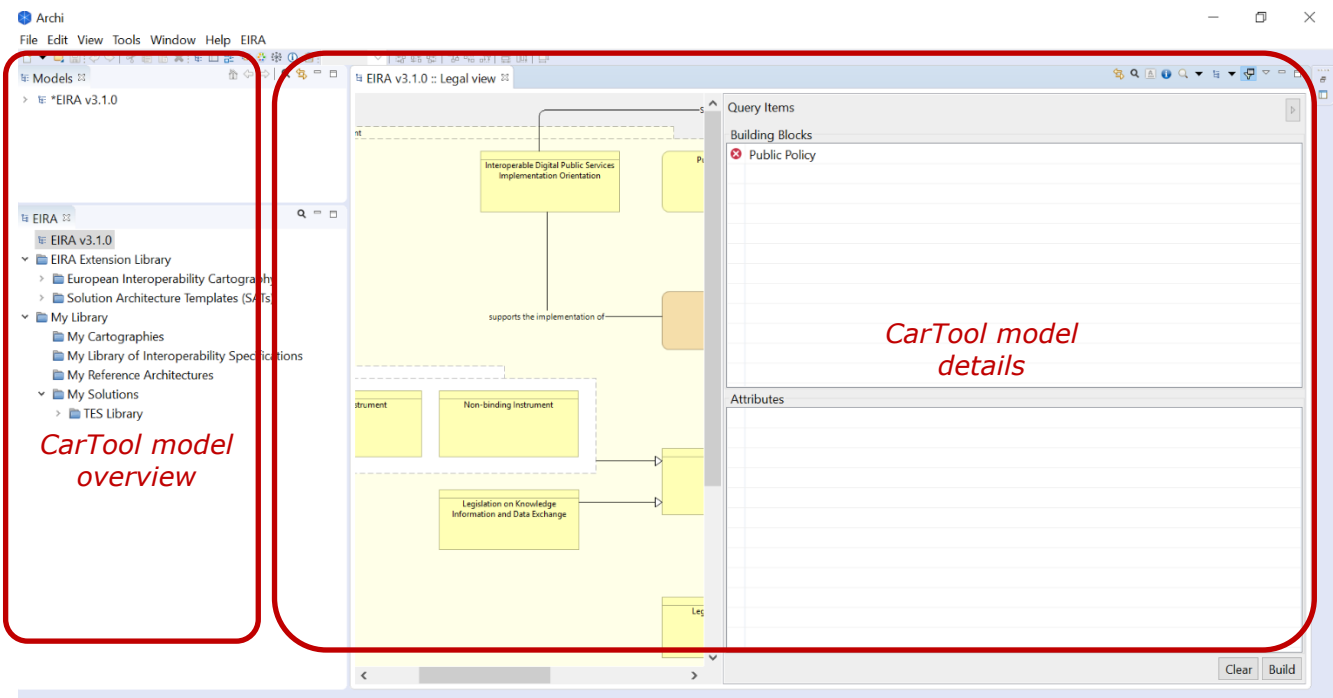 Archi
File Edit View Tools Window Help EIRA
Models
*EIRA v3.1.0
EIRA
EIRA v3.1.0
EIRA Extension Library
European Interoperability Cartography
Solution Architecture Templates (SATs)
My Library
My Cartographies
My Library of Interoperability Specifications
My Reference Architectures
My Solutions
TES Library
CarTool model
overview
EIRA v3.1.0 :: Legal view
nt
s
Interoperable Digital Public Services
Implementation Orientation
Pu
supports the implementation of
strument
Non-binding Instrument
Legislation on Knowledge
Information and Data Exchange
Leg
Query Items
Building Blocks
Public Policy
CarTool model
details
Attributes
Clear Build